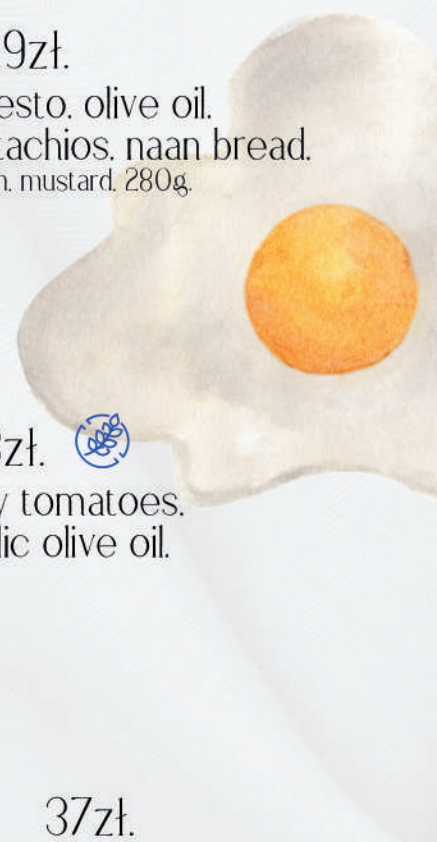 9zł.
esto, olive oil,
tachios, naan bread.
n, mustard, 280g.
zł.
y tomatoes,
lic olive oil.
37zł.